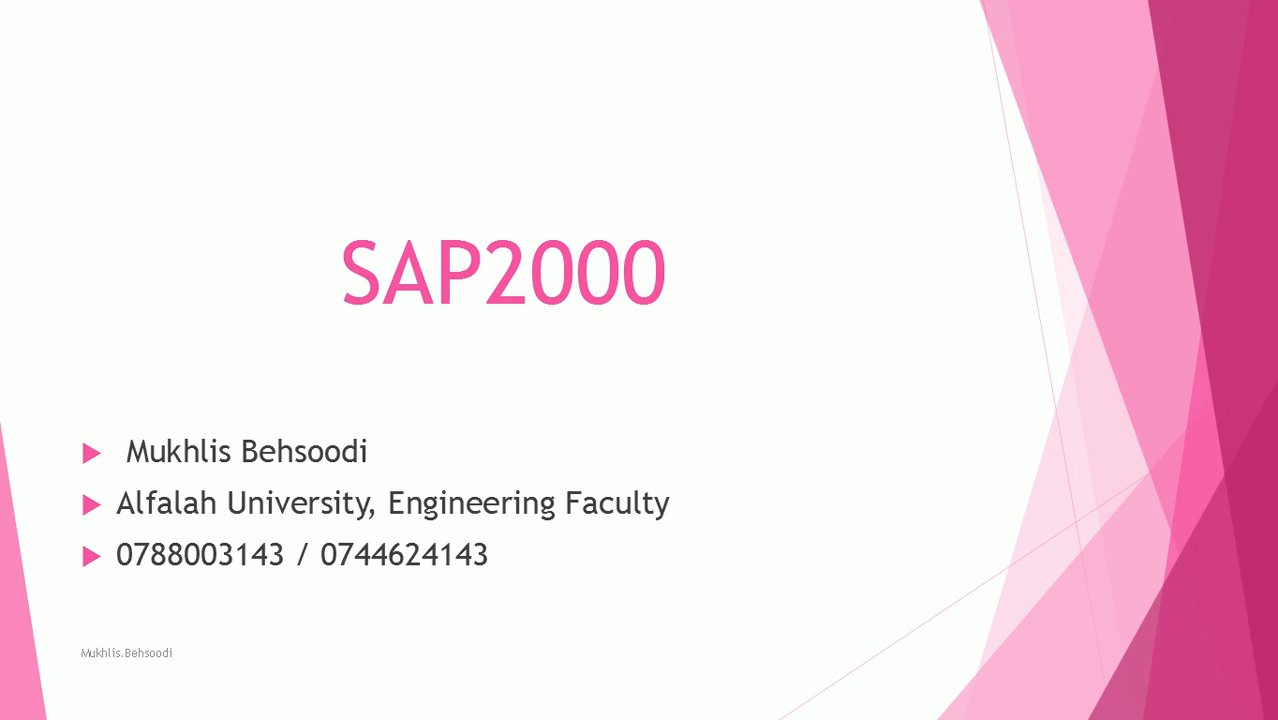 SAP2000
Mukhlis Behsoodi
Alfalah University, Engineering Faculty
0788003143 / 0744624143
Mukhlis.Behsoodi